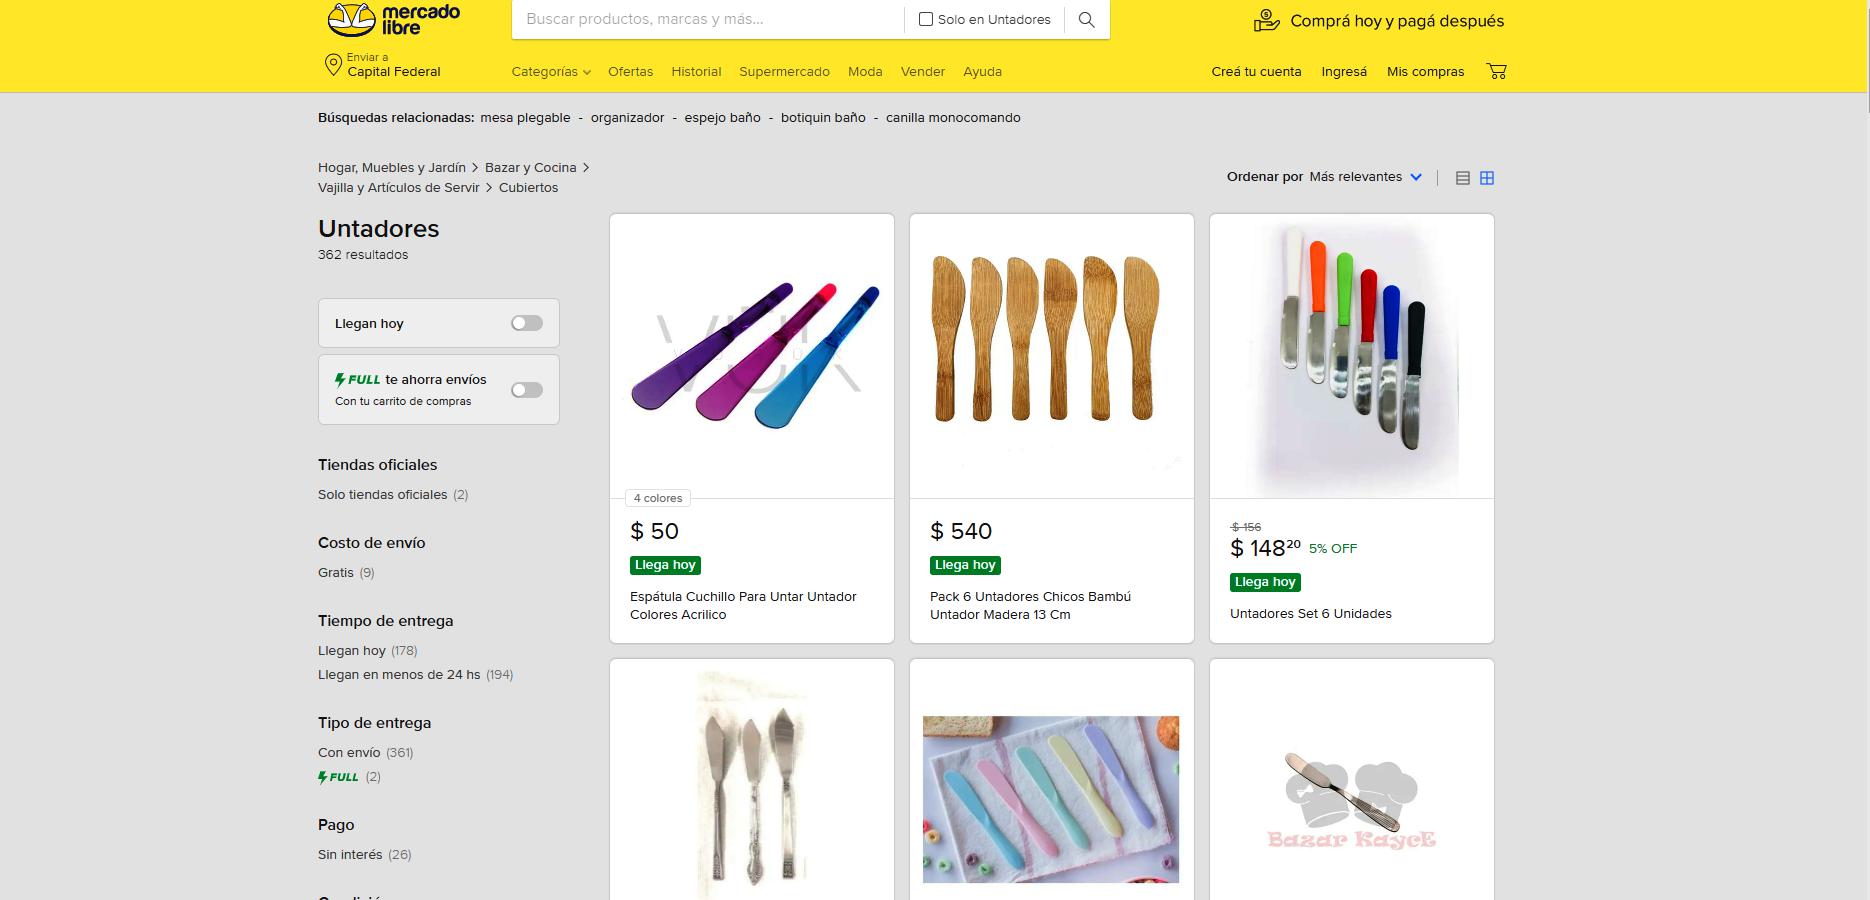 mercado
libre
Buscar productos, marcas y más...
Solo en Untadores
Comprá hoy y pagá después
Enviar a
Capital Federal
Categorías Ofertas Historial Supermercado Moda Vender Ayuda
Creá tu cuenta Ingresá Mis compras
Búsquedas relacionadas: mesa plegable - organizador - espejo baño - botiquin baño - canilla monocomando
Hogar, Muebles y Jardín > Bazar y Cocina >
Vajilla y Artículos de Servir > Cubiertos
Ordenar por Más relevantes
Untadores
362 resultados
Llegan hoy
FULL te ahorra envíos
Con tu carrito de compras
Tiendas oficiales
Solo tiendas oficiales (2)
Costo de envío
Gratis (9)
Tiempo de entrega
Llegan hoy (178)
Llegan en menos de 24 hs (194)
Tipo de entrega
Con envío (361)
FULL (2)
Pago
Sin interés (26)
4 colores
$ 50
Llega hoy
Espátula Cuchillo Para Untar Untador
Colores Acrilico
$ 540
Llega hoy
Pack 6 Untadores Chicos Bambú
Untador Madera 13 Cm
$ 156
$ 148 20 5% OFF
Llega hoy
Untadores Set 6 Unidades
Bazar KaycE